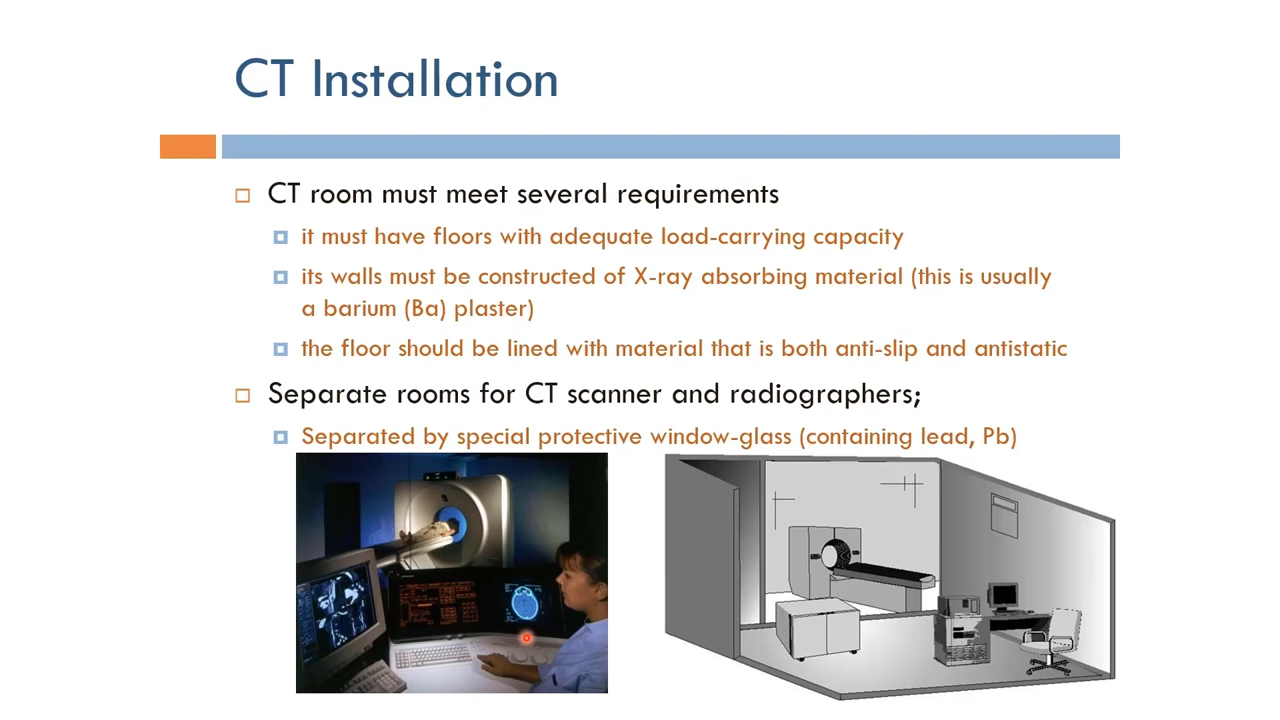 CT Installation
CT room must meet several requirements
it must have floors with adequate load-carrying capacity
its walls must be constructed of X-ray absorbing material (this is usually
a barium (Ba) plaster)
the floor should be lined with material that is both anti-slip and antistatic
Separate rooms for CT scanner and radiographers;
Separated by special protective window-glass (containing lead, Pb)